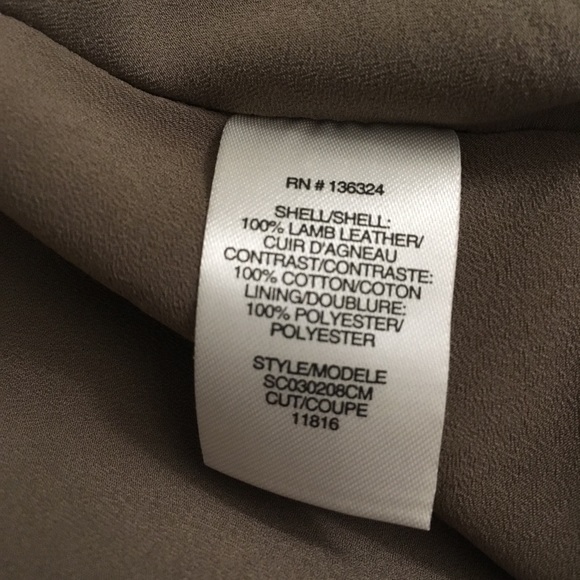 RN # 136324
SHELL/SHELL:
100% LAMB LEATHER/
CUIR D'AGNEAU
CONTRAST/CONTRASTE:
100% COTTON/COTON
LINING/DOUBLURE:
100% POLYESTER/
POLYESTER
STYLE/MODELE
SC030208CM
CUT/COUPE
11816